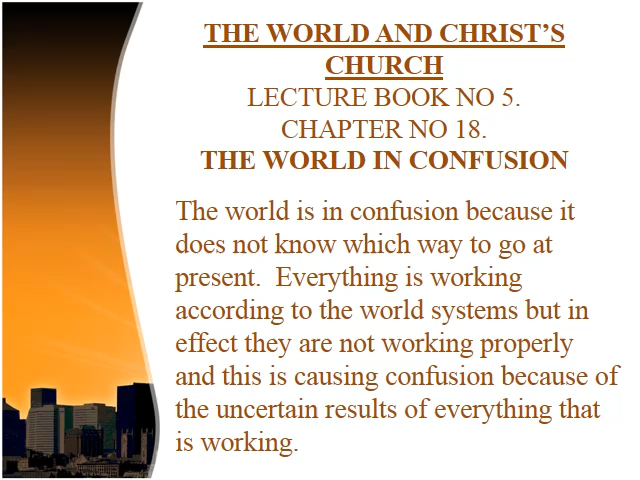 THE WORLD AND CHRIST’S
CHURCH
LECTURE BOOK NO 5.
CHAPTER NO 18.
THE WORLD IN CONFUSION
The world is in confusion because it
does not know which way to go at
present.  Everything is working
according to the world systems but in
effect they are not working properly
and this is causing confusion because of
the uncertain results of everything that
is working.